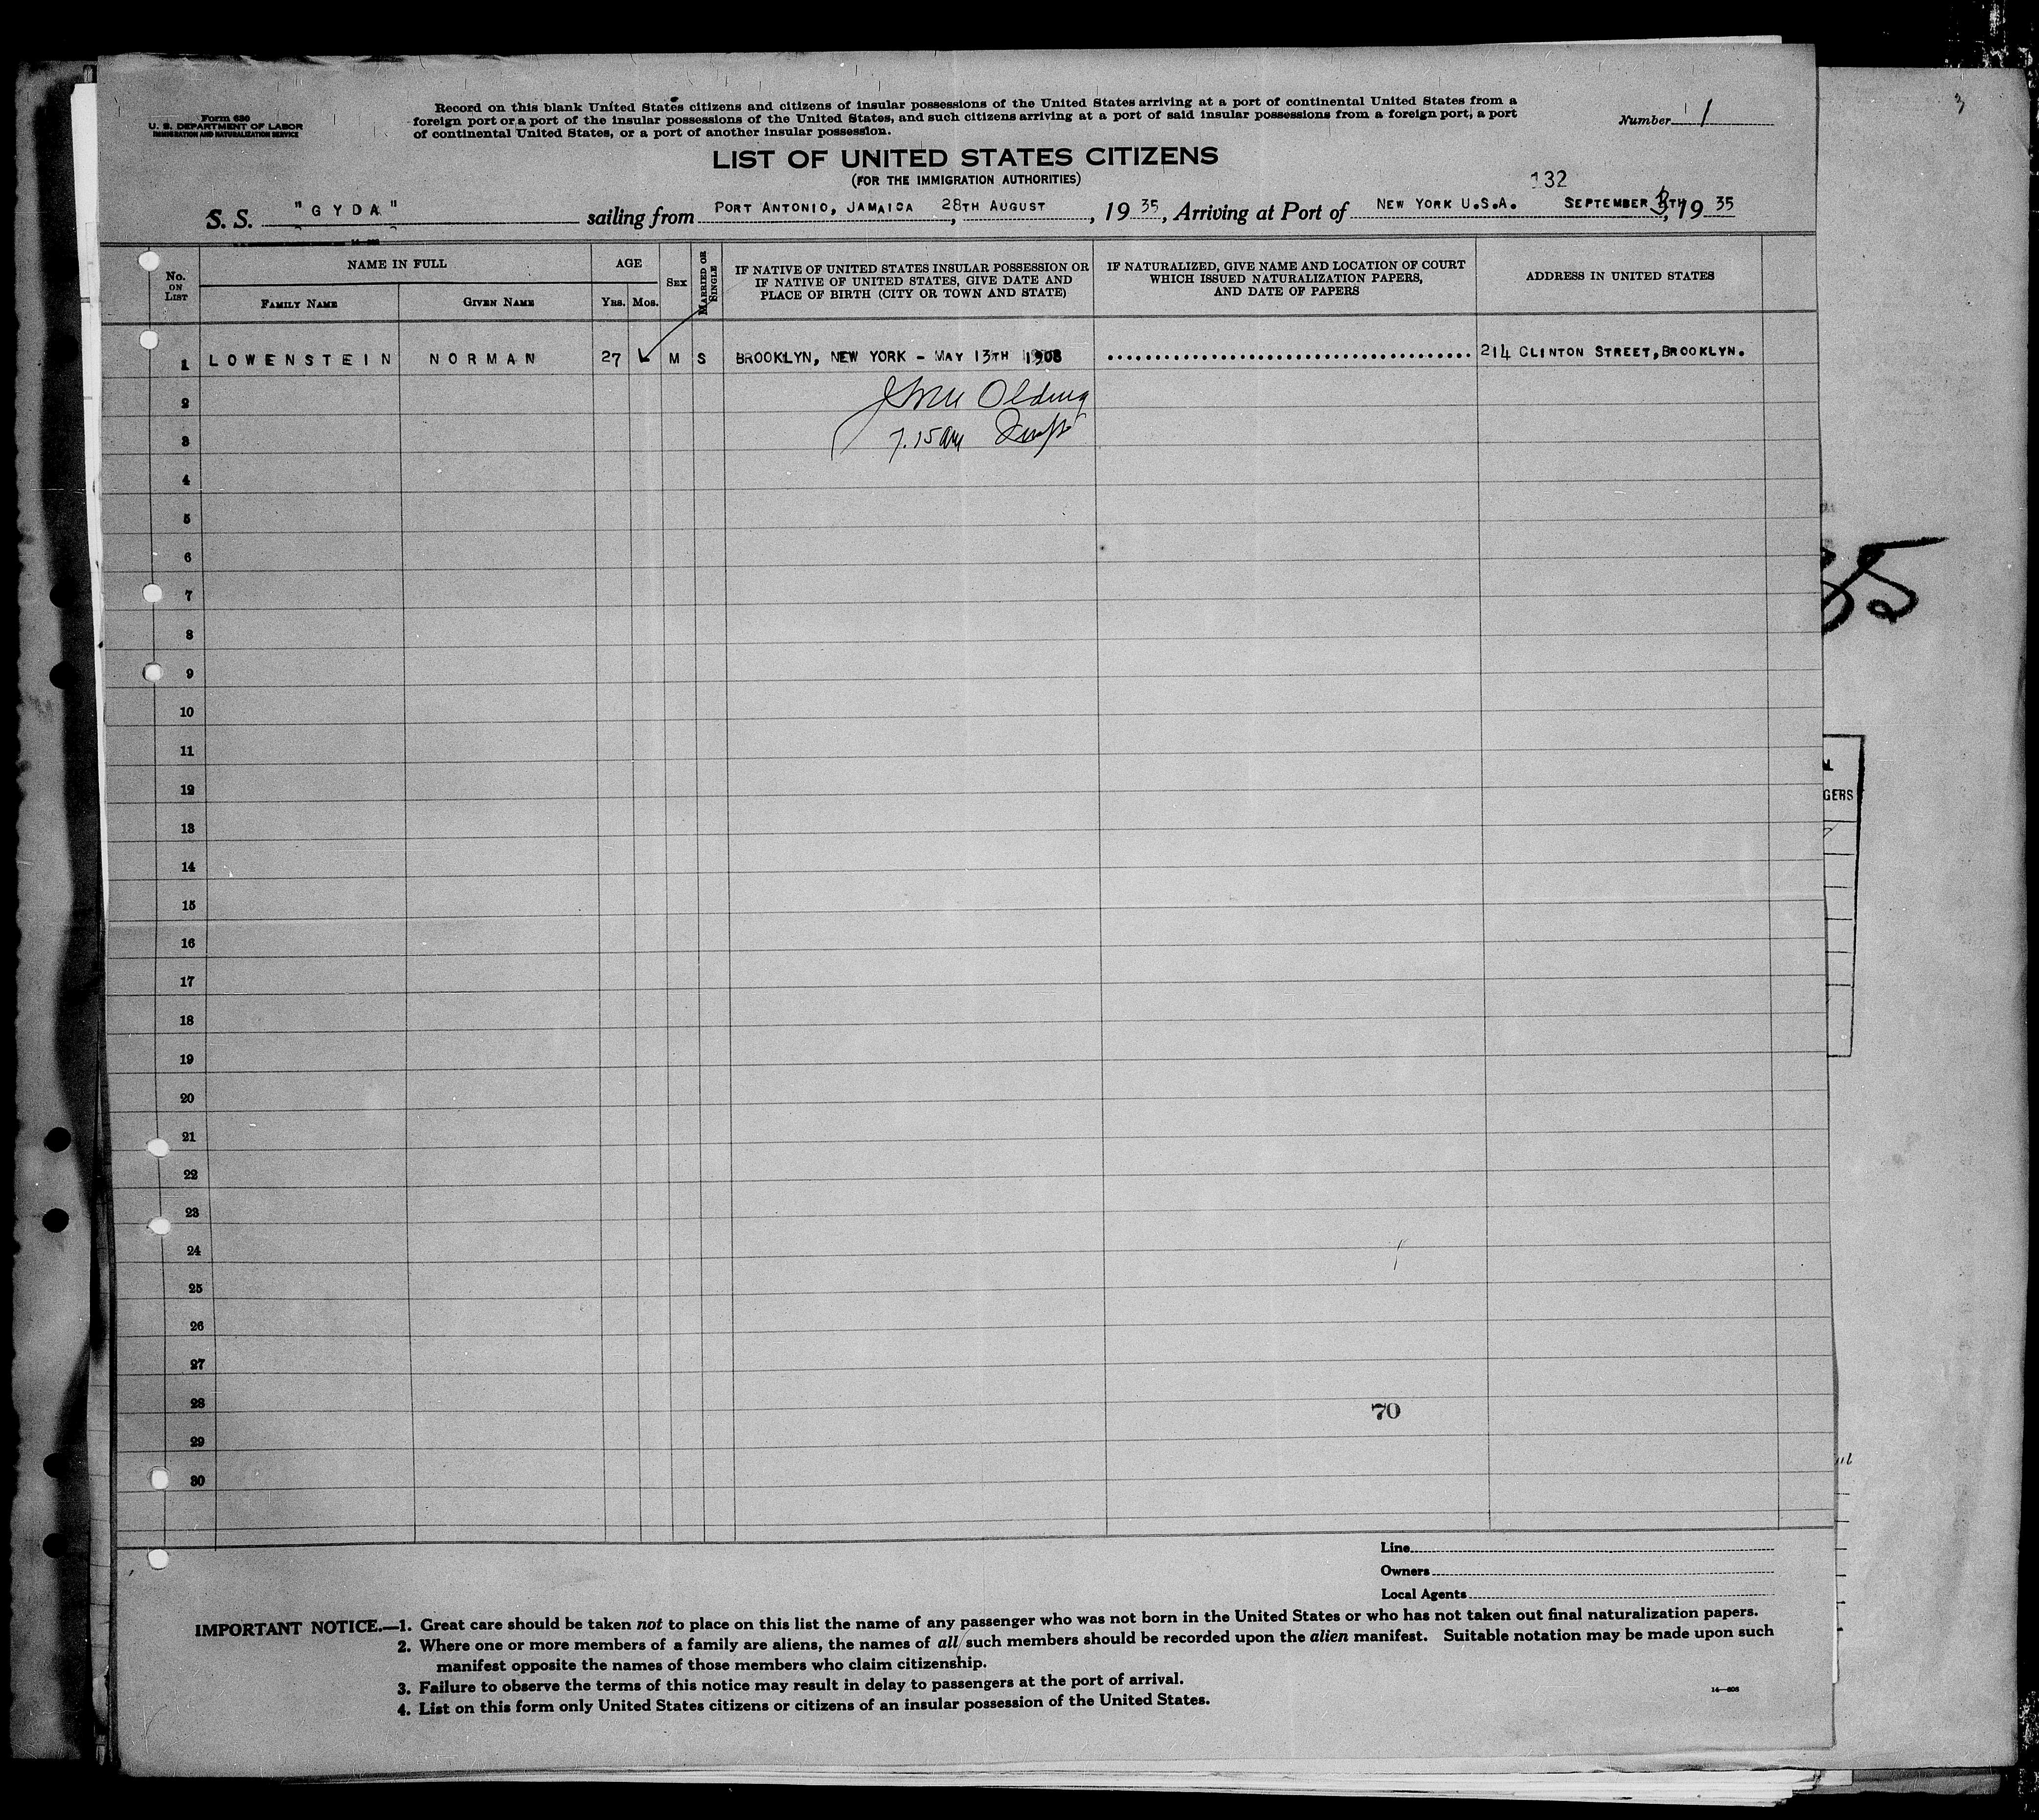 3
Form 630
U. S. DEPARTMENT OF LABOR
IMMIGRATION AND NATURALIZATION SERVICE
Record on this blank United States citizens and citizens of insular possessions of the United States arriving at a port of continental United States from a
foreign port or a port of the insular possessions of the United States, and such citizens arriving at a port of said insular possessions from a foreign port, a port
of continental United States, or a port of another insular possession.
Number 1
LIST OF UNITED STATES CITIZENS
(FOR THE IMMIGRATION AUTHORITIES)
132
S. S. "GYDA" sailing from PORT ANTONIO, JAMAICA 28TH AUGUST, 1935, Arriving at Port of NEW YORK U.S.A. SEPTEMBER 3TH, 1935
No. ON LIST
NAME IN FULL
FAMILY NAME
GIVEN NAME
AGE
Yrs. Mos.
SEX
MARRIED OR SINGLE
IF NATIVE OF UNITED STATES INSULAR POSSESSION OR
IF NATIVE OF UNITED STATES, GIVE DATE AND
PLACE OF BIRTH (CITY OR TOWN AND STATE)
IF NATURALIZED, GIVE NAME AND LOCATION OF COURT
WHICH ISSUED NATURALIZATION PAPERS,
AND DATE OF PAPERS
ADDRESS IN UNITED STATES
1 LOWENSTEIN NORMAN 27 M S BROOKLYN, NEW YORK - MAY 13TH 1908 214 CLINTON STREET, BROOKLYN.
2 Olding
3 7.15 am
4
5
6
7
8
9
10
11
12
13
14
15
16
17
18
19
20
21
22
23
24
25
26
27
28
70
29
30
35
GERS
Line
Owners
Local Agents
IMPORTANT NOTICE.—1. Great care should be taken not to place on this list the name of any passenger who was not born in the United States or who has not taken out final naturalization papers.
2. Where one or more members of a family are aliens, the names of all such members should be recorded upon the alien manifest. Suitable notation may be made upon such
manifest opposite the names of those members who claim citizenship.
3. Failure to observe the terms of this notice may result in delay to passengers at the port of arrival.
4. List on this form only United States citizens or citizens of an insular possession of the United States.